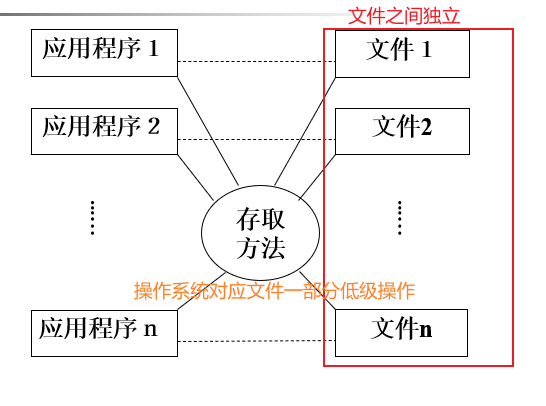 文件之间独立
应用程序1
文件1
应用程序2
文件2
存取
方法
操作系统对应文件一部分低级操作
应用程序n
文件n